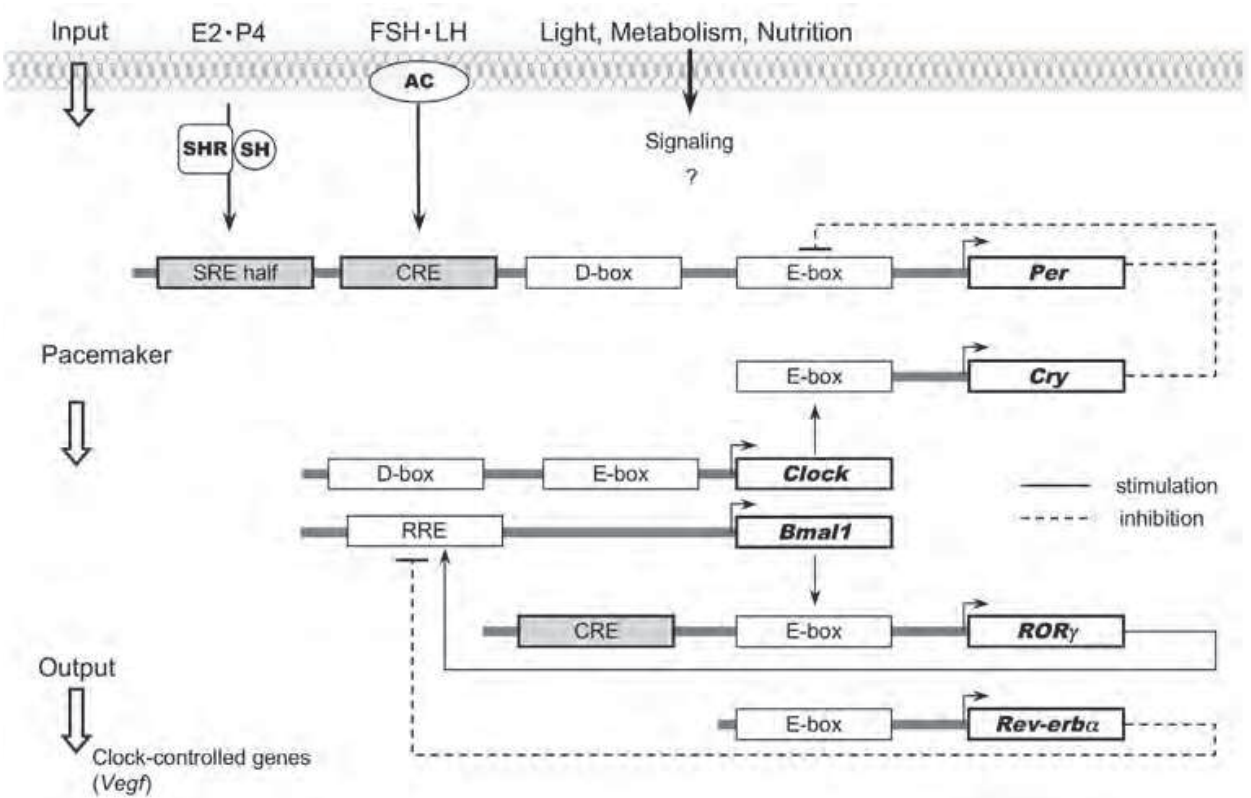 Input E2・P4 FSH・LH Light, Metabolism, Nutrition
AC
SHR SH
Signaling
?
SRE half CRE D-box E-box Per
Pacemaker
E-box Cry
D-box E-box Clock
stimulation
RRE Bmal1
inhibition
CRE E-box RORγ
Output
E-box Rev-erbα
Clock-controlled genes
(Vegf)